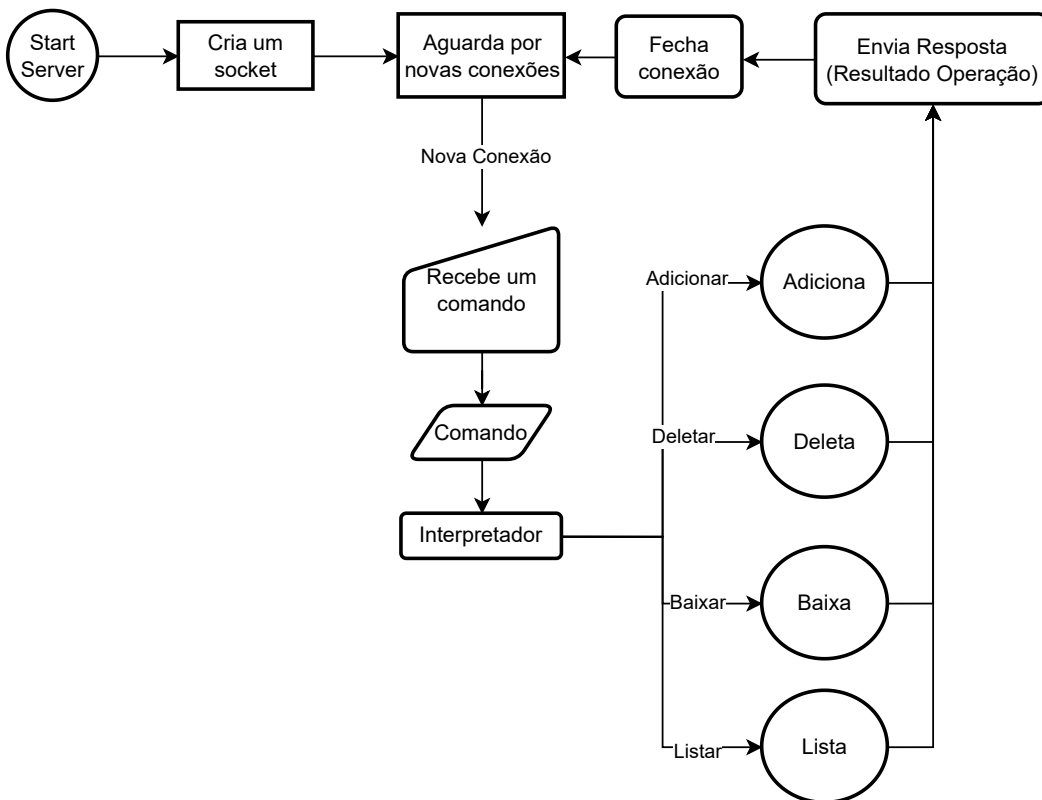 Start
Server
Cria um
socket
Aguarda por
novas conexões
Fecha
conexão
Envia Resposta
(Resultado Operação)
Nova Conexão
Recebe um
comando
Comando
Interpretador
Adicionar
Adiciona
Deletar
Deleta
Baixar
Baixa
Listar
Lista